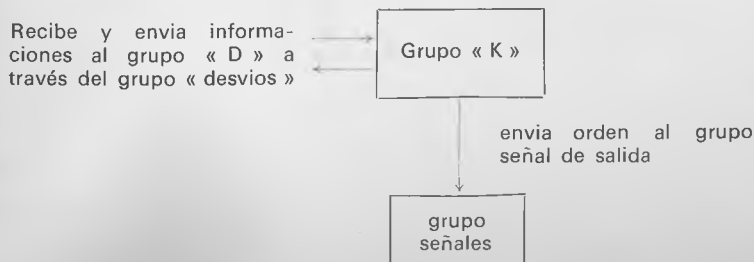 Recibe y envia informa-
ciones al grupo « D » a
través del grupo « desvios »
Grupo « K »
envia orden al grupo
señal de salida
grupo
señales